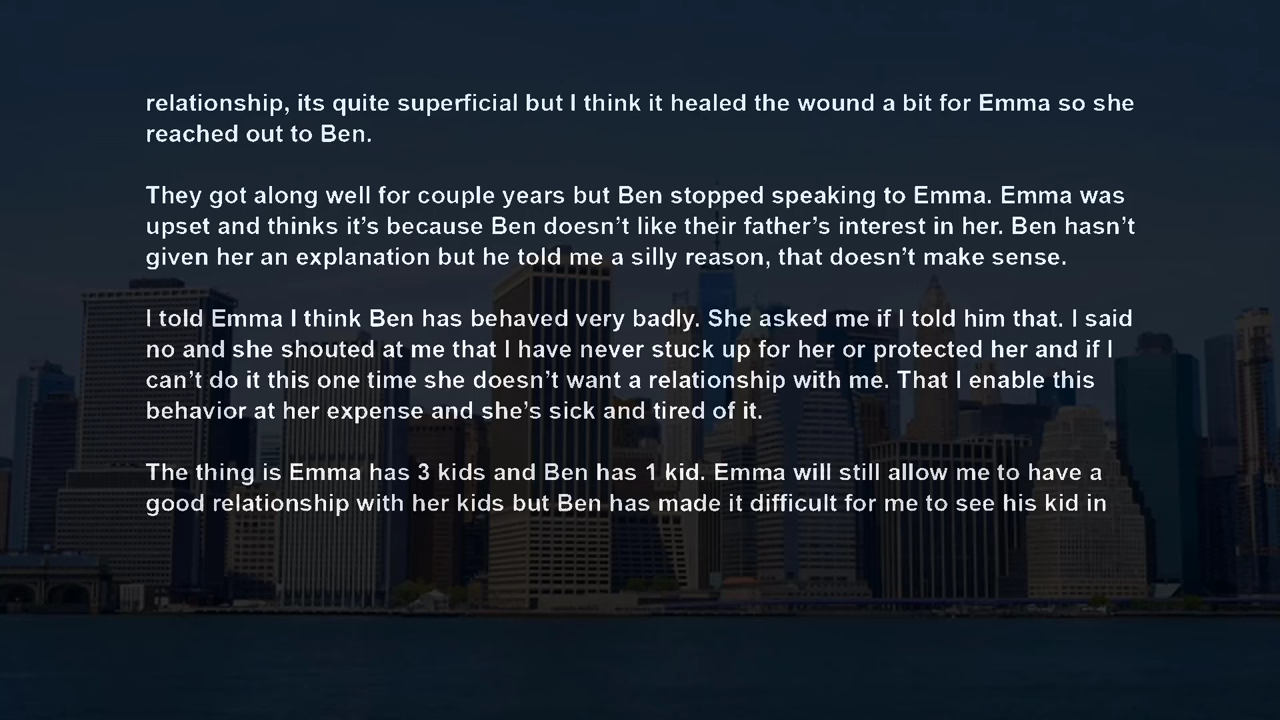 relationship, its quite superficial but I think it healed the wound a bit for Emma so she
reached out to Ben.
They got along well for couple years but Ben stopped speaking to Emma. Emma was
upset and thinks it’s because Ben doesn’t like their father’s interest in her. Ben hasn’t
given her an explanation but he told me a silly reason, that doesn’t make sense.
I told Emma I think Ben has behaved very badly. She asked me if I told him that. I said
no and she shouted at me that I have never stuck up for her or protected her and if I
can’t do it this one time she doesn’t want a relationship with me. That I enable this
behavior at her expense and she’s sick and tired of it.
The thing is Emma has 3 kids and Ben has 1 kid. Emma will still allow me to have a
good relationship with her kids but Ben has made it difficult for me to see his kid in